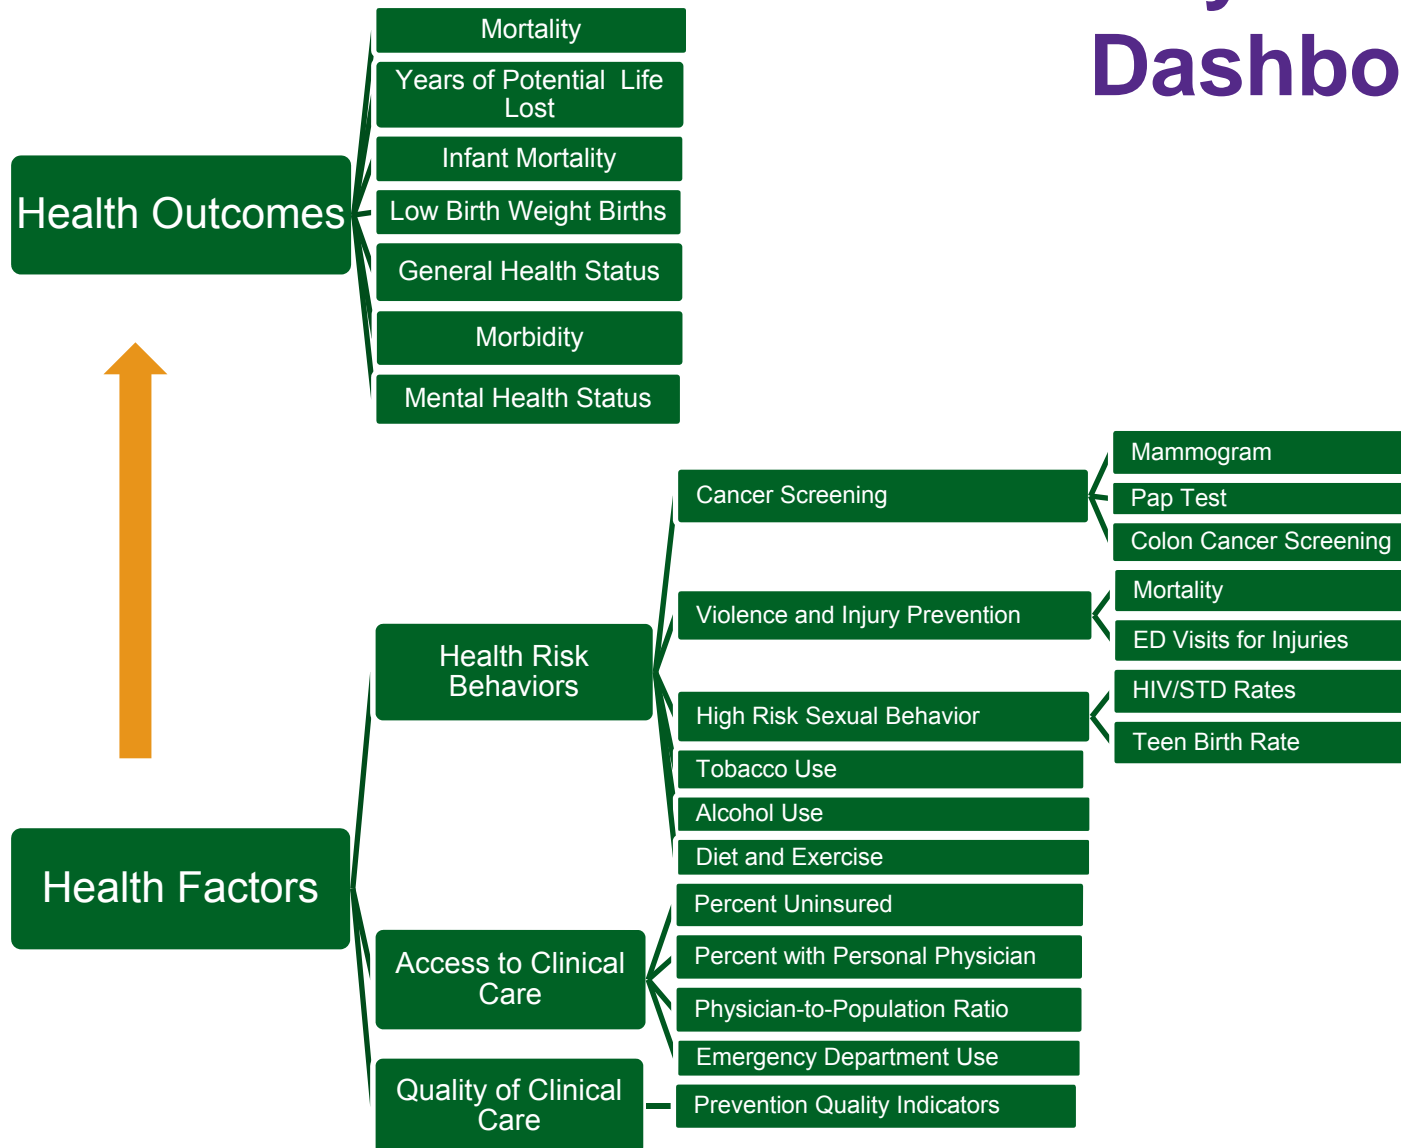 Dashbo
Mortality
Years of Potential Life
Lost
Infant Mortality
Health Outcomes
Low Birth Weight Births
General Health Status
Morbidity
Mental Health Status
Mammogram
Cancer Screening
Pap Test
Colon Cancer Screening
Mortality
Violence and Injury Prevention
ED Visits for Injuries
Health Risk
Behaviors
HIV/STD Rates
High Risk Sexual Behavior
Teen Birth Rate
Tobacco Use
Alcohol Use
Diet and Exercise
Health Factors
Percent Uninsured
Access to Clinical
Care
Percent with Personal Physician
Physician-to-Population Ratio
Emergency Department Use
Quality of Clinical
Care
Prevention Quality Indicators